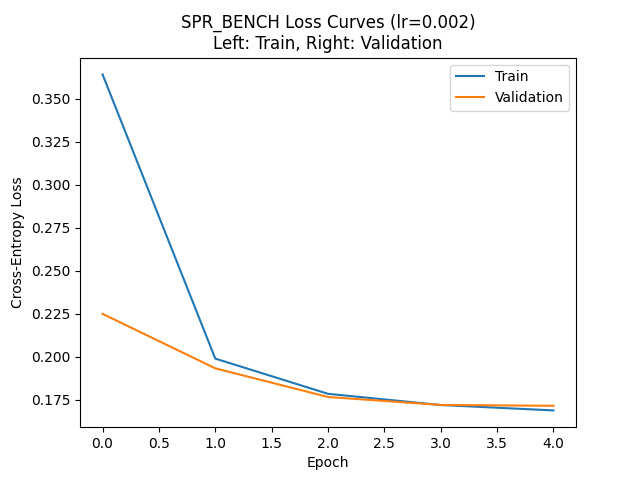 SPR_BENCH Loss Curves (lr=0.002)
Left: Train, Right: Validation
Train
Validation
Cross-Entropy Loss
0.350
0.325
0.300
0.275
0.250
0.225
0.200
0.175
0.0 0.5 1.0 1.5 2.0 2.5 3.0 3.5 4.0
Epoch